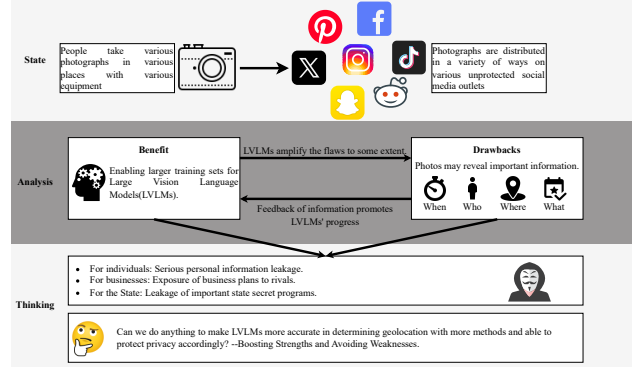 State
People take various
photographs in various
places with various
equipment
Photographs are distributed
in a variety of ways on
various unprotected social
media outlets
Analysis
Benefit
Enabling larger training sets for
Large Vision Language
Models(LVLMs).
LVLMs amplify the flaws to some extent.
Feedback of information promotes
LVLMs' progress
Drawbacks
Photos may reveal important information.
When Who Where What
Thinking
• For individuals: Serious personal information leakage.
• For businesses: Exposure of business plans to rivals.
• For the State: Leakage of important state secret programs.
Can we do anything to make LVLMs more accurate in determining geolocation with more methods and able to
protect privacy accordingly? --Boosting Strengths and Avoiding Weaknesses.